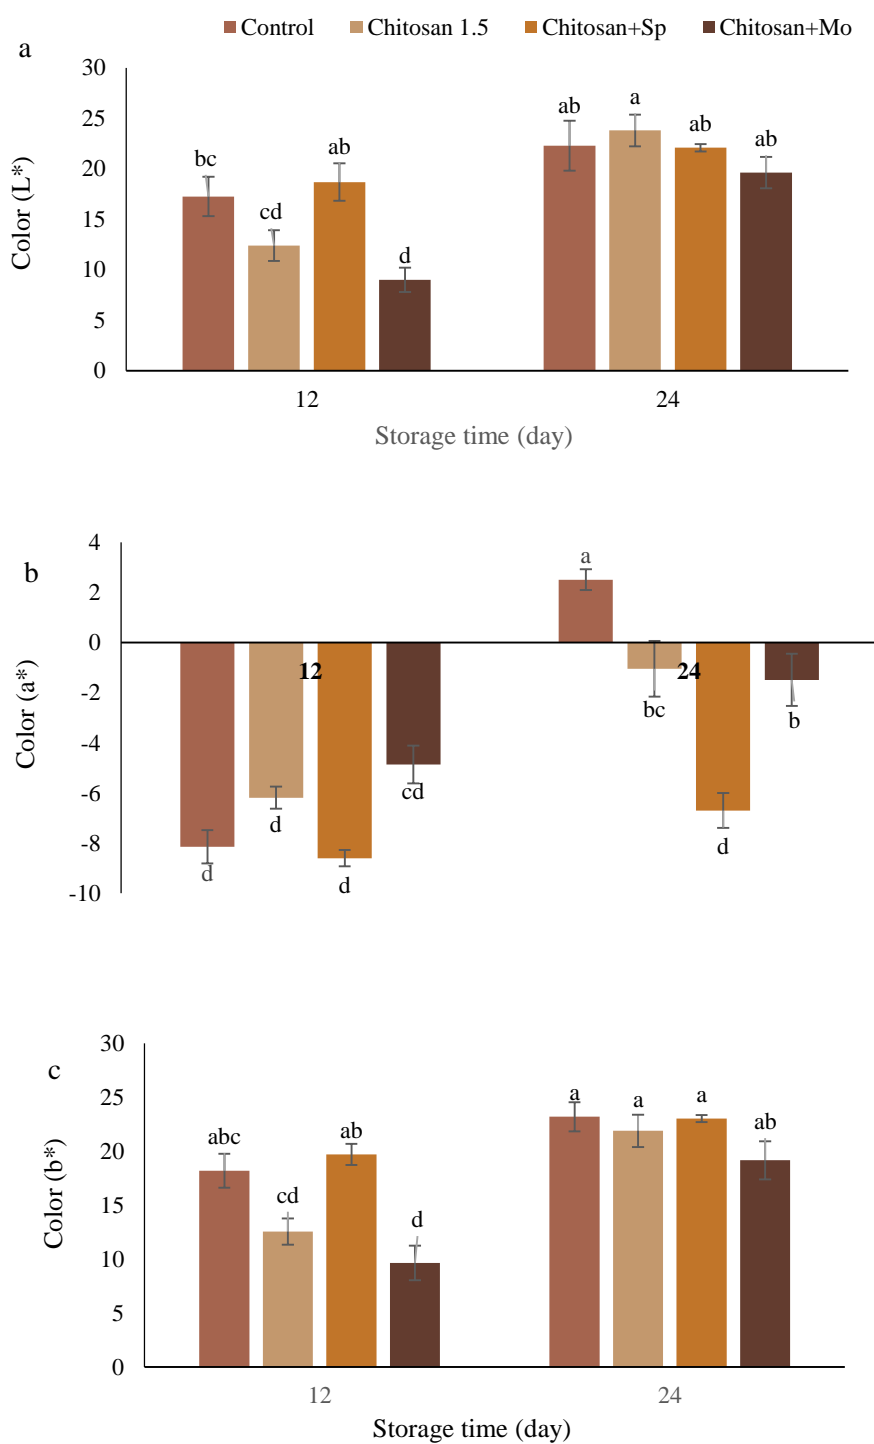 Control Chitosan 1.5 Chitosan+Sp Chitosan+Mo
a
30
25
20
15
10
5
0
Color (L*)
bc
cd
ab
d
ab
a
ab
ab
12 24
Storage time (day)
b
4
2
0
-2
-4
-6
-8
-10
Color (a*)
a
12 24
d
d
d
cd
bc
d
b
c
30
25
20
15
10
5
0
Color (b*)
abc
cd
ab
d
a
a
a
ab
12 24
Storage time (day)